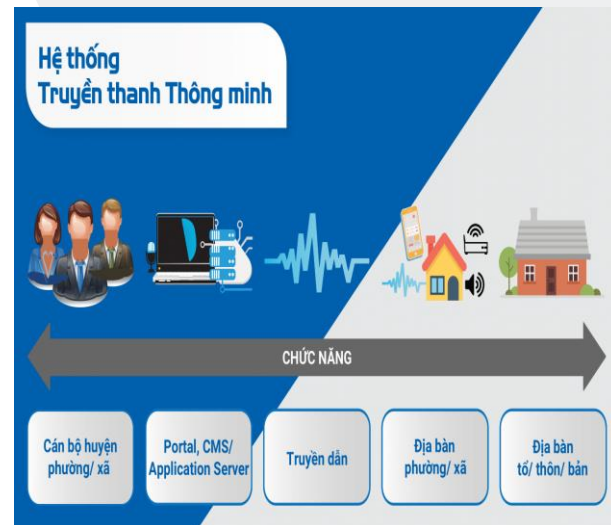 Hệ thống
Truyền thanh Thông minh
CHỨC NĂNG
Cán bộ huyện
phường/ xã
Portal, CMS/
Application Server
Truyền dẫn
Địa bàn
phường/ xã
Địa bàn
tổ/ thôn/ bản